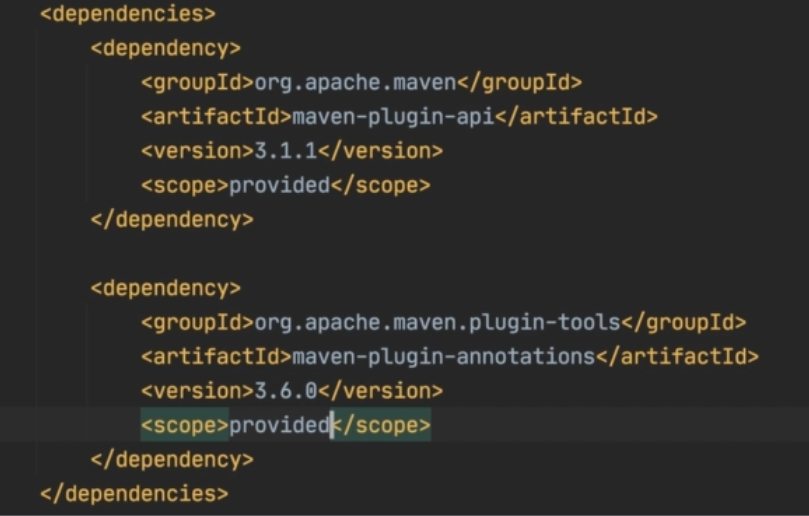 <dependencies>
<dependency>
<groupId>org.apache.maven</groupId>
<artifactId>maven-plugin-api</artifactId>
<version>3.1.1</version>
<scope>provided</scope>
</dependency>
<dependency>
<groupId>org.apache.maven.plugin-tools</groupId>
<artifactId>maven-plugin-annotations</artifactId>
<version>3.6.0</version>
<scope>provided</scope>
</dependency>
</dependencies>